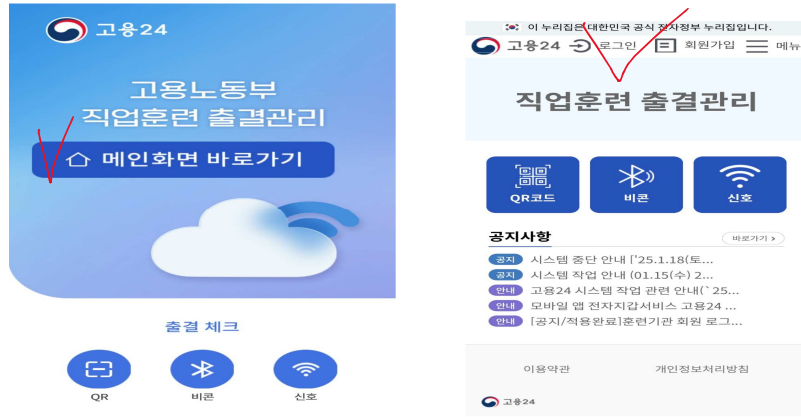 고용24
고용노동부
직업훈련 출결관리
메인화면 바로가기
출결 체크
QR
비콘
신호
이 누리집은 대한민국 공식 전자정부 누리집입니다.
고용24 로그인 회원가입 메뉴
직업훈련 출결관리
QR코드
비콘
신호
공지사항 바로가기 >
공지 시스템 중단 안내 ['25.1.18(토...
공지 시스템 작업 안내 (01.15(수) 2...
안내 고용24 시스템 작업 관련 안내(`25...
안내 모바일 앱 전자지갑서비스 고용24 ...
안내 [공지/적용완료]훈련기관 회원 로그...
이용약관 개인정보처리방침
고용24